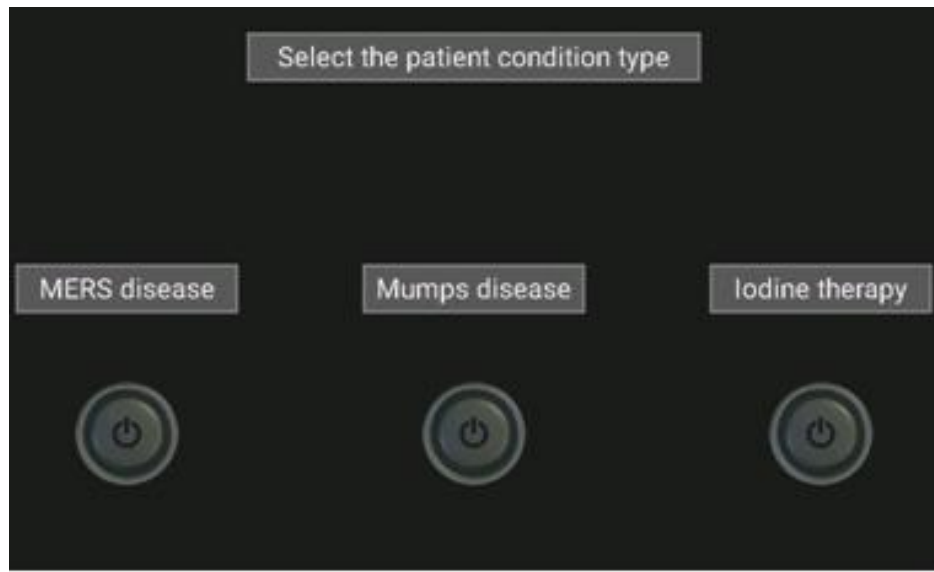 Select the patient condition type
MERS disease
Mumps disease
Iodine therapy